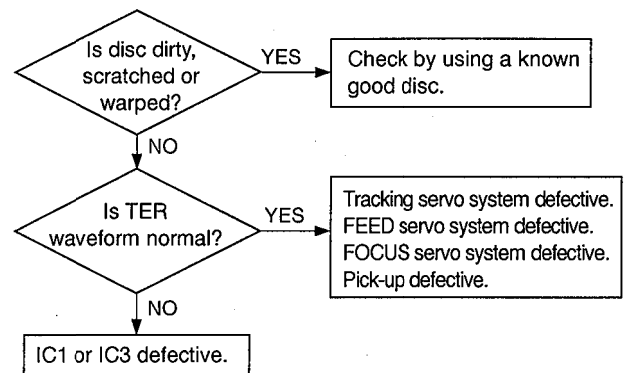 Is disc dirty,
scratched or
warped?
YES
Check by using a known
good disc.
NO
Is TER
waveform normal?
YES
Tracking servo system defective.
FEED servo system defective.
FOCUS servo system defective.
Pick-up defective.
NO
IC1 or IC3 defective.